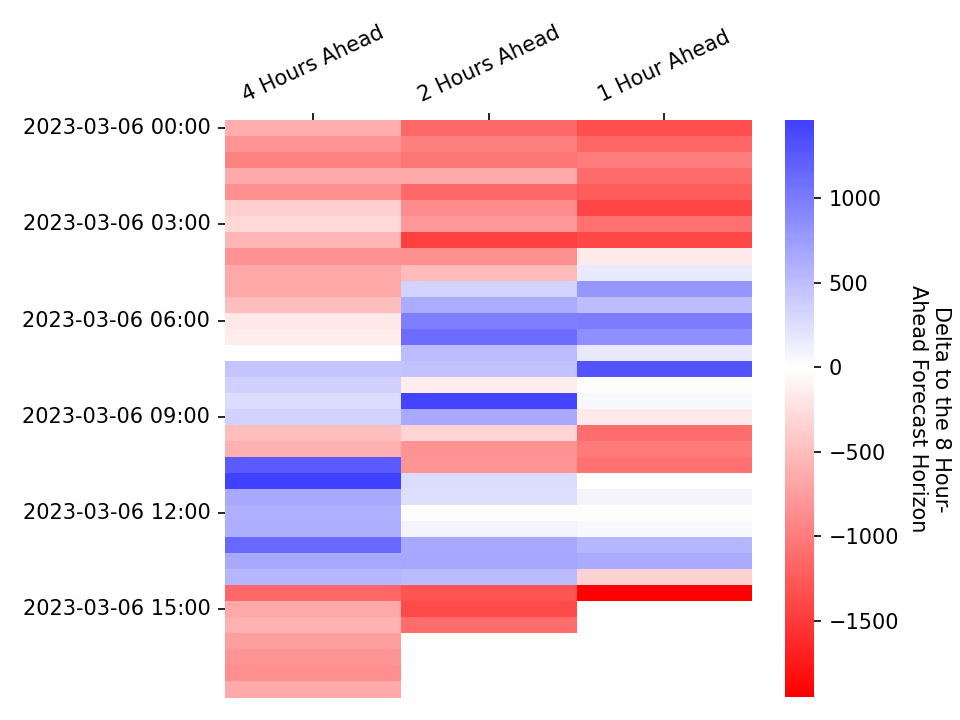 4 Hours Ahead
2 Hours Ahead
1 Hour Ahead
2023-03-06 00:00
2023-03-06 03:00
2023-03-06 06:00
2023-03-06 09:00
2023-03-06 12:00
2023-03-06 15:00
1000
500
0
−500
−1000
−1500
Delta to the 8 Hour-
Ahead Forecast Horizon